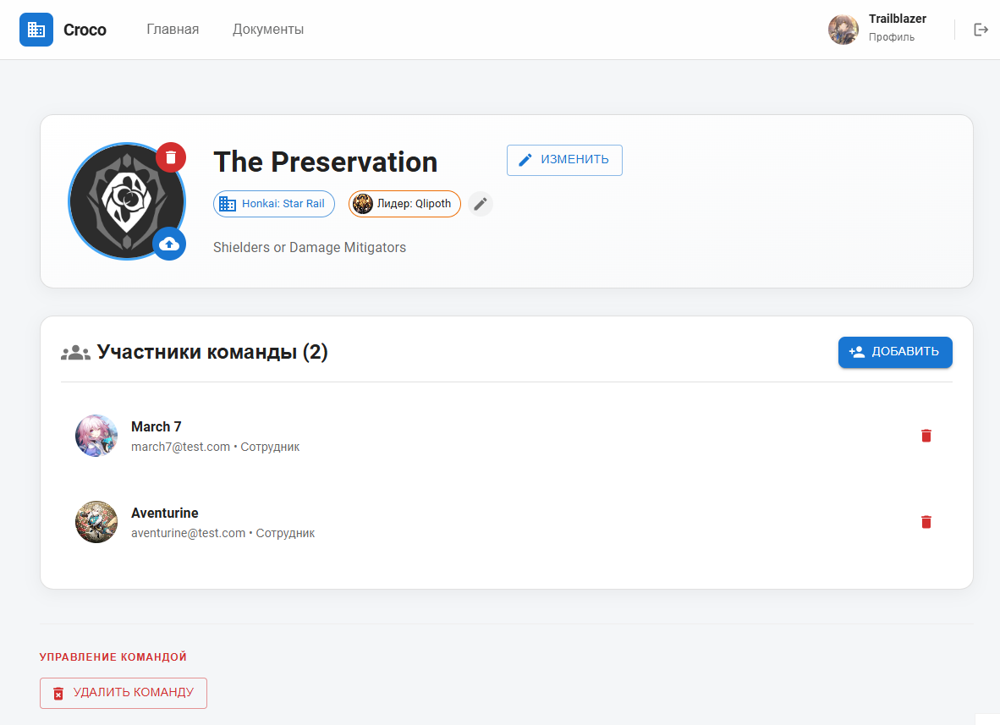 Croco
Главная
Документы
Trailblazer
Профиль
The Preservation
ИЗМЕНИТЬ
Honkai: Star Rail
Лидер: Qlipoth
Shielders or Damage Mitigators
Участники команды (2)
ДОБАВИТЬ
March 7
march7@test.com • Сотрудник
Aventurine
aventurine@test.com • Сотрудник
УПРАВЛЕНИЕ КОМАНДОЙ
УДАЛИТЬ КОМАНДУ